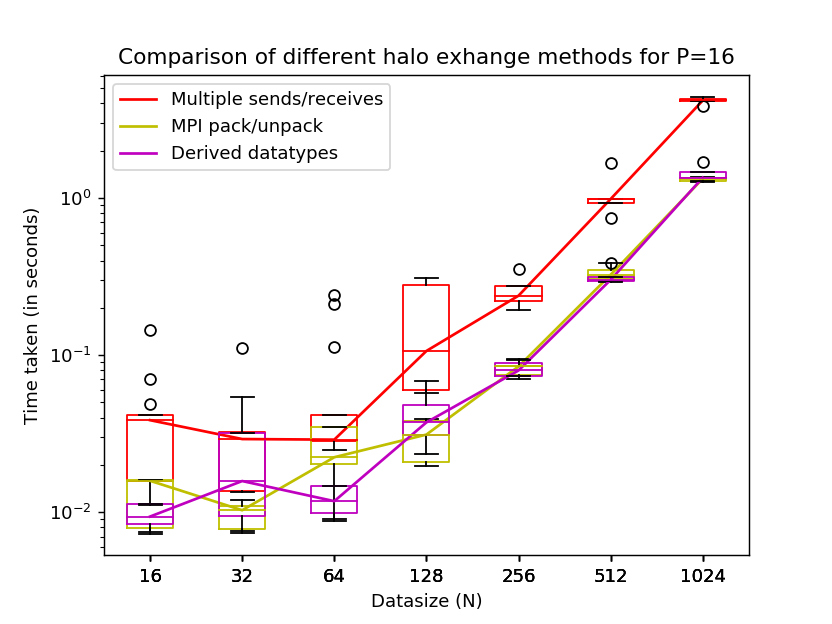 Comparison of different halo exhange methods for P=16
Multiple sends/receives
MPI pack/unpack
Derived datatypes
Time taken (in seconds)
10⁰
10⁻¹
10⁻²
16 32 64 128 256 512 1024
Datasize (N)